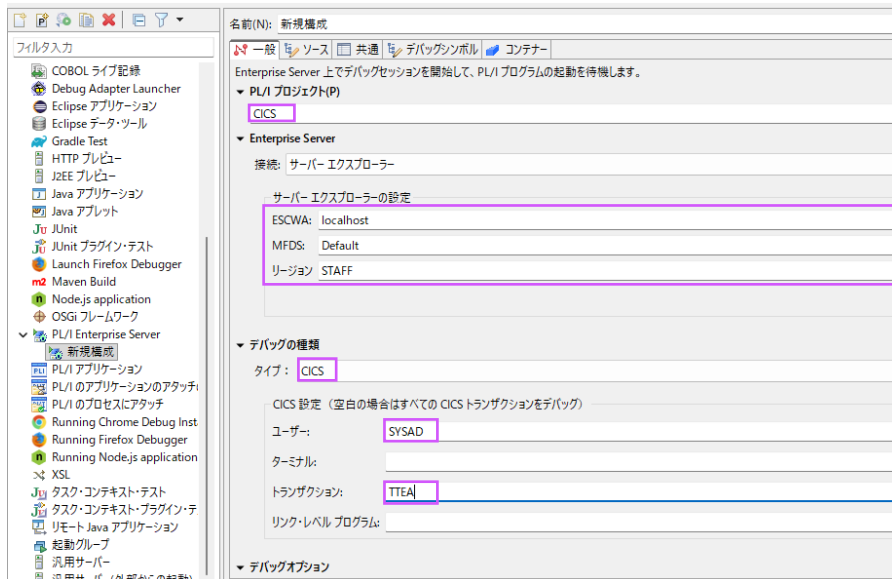 フィルタ入力
COBOL ライブ記録
Debug Adapter Launcher
Eclipse アプリケーション
Eclipse データ・ツール
Gradle Test
HTTP プレビュー
J2EE プレビュー
Java アプリケーション
Java アプレット
JUnit
JUnit プラグイン・テスト
Launch Firefox Debugger
m2 Maven Build
Node.js application
OSGi フレームワーク
PL/I Enterprise Server
新規構成
PL/I アプリケーション
PL/I のアプリケーションのアタッチ
PL/I のプロセスにアタッチ
Running Chrome Debug Inst
Running Firefox Debugger
Running Node.js application
XSL
タスク・コンテキスト・テスト
タスク・コンテキスト・プラグイン・テ
リモート Java アプリケーション
起動グループ
汎用サーバー
汎用サーバー (外部からの起動)
名前(N): 新規構成
一般 ソース 共通 デバッグシンボル コンテナー
Enterprise Server 上でデバッグセッションを開始して、PL/I プログラムの起動を待機します。
PL/I プロジェクト(P)
CICS
Enterprise Server
接続: サーバー エクスプローラー
サーバー エクスプローラーの設定
ESCWA: localhost
MFDS: Default
リージョン STAFF
デバッグの種類
タイプ： CICS
CICS 設定（空白の場合はすべての CICS トランザクションをデバッグ）
ユーザー: SYSAD
ターミナル:
トランザクション: TTEA
リンク・レベル プログラム:
デバッグオプション